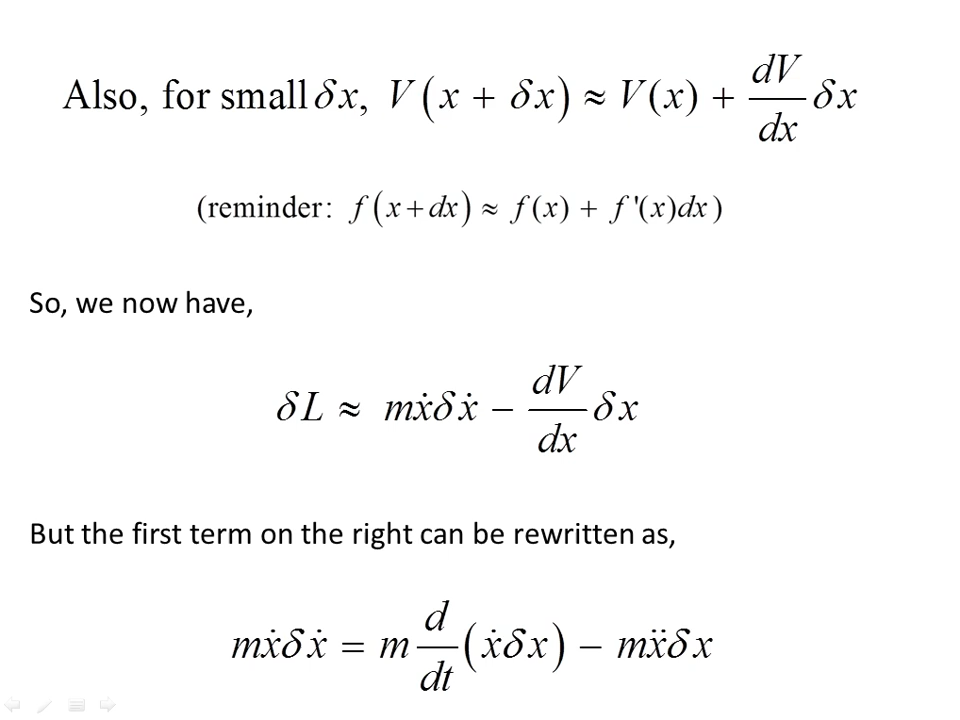 Also, for small δx, V(x + δx) ≈ V(x) + dV/dx δx
(reminder: f(x+dx) ≈ f(x) + f'(x)dx)
So, we now have,
δL ≈ mẋδẋ − dV/dx δx
But the first term on the right can be rewritten as,
mẋδẋ = m d/dt (ẋδx) − mẍδx